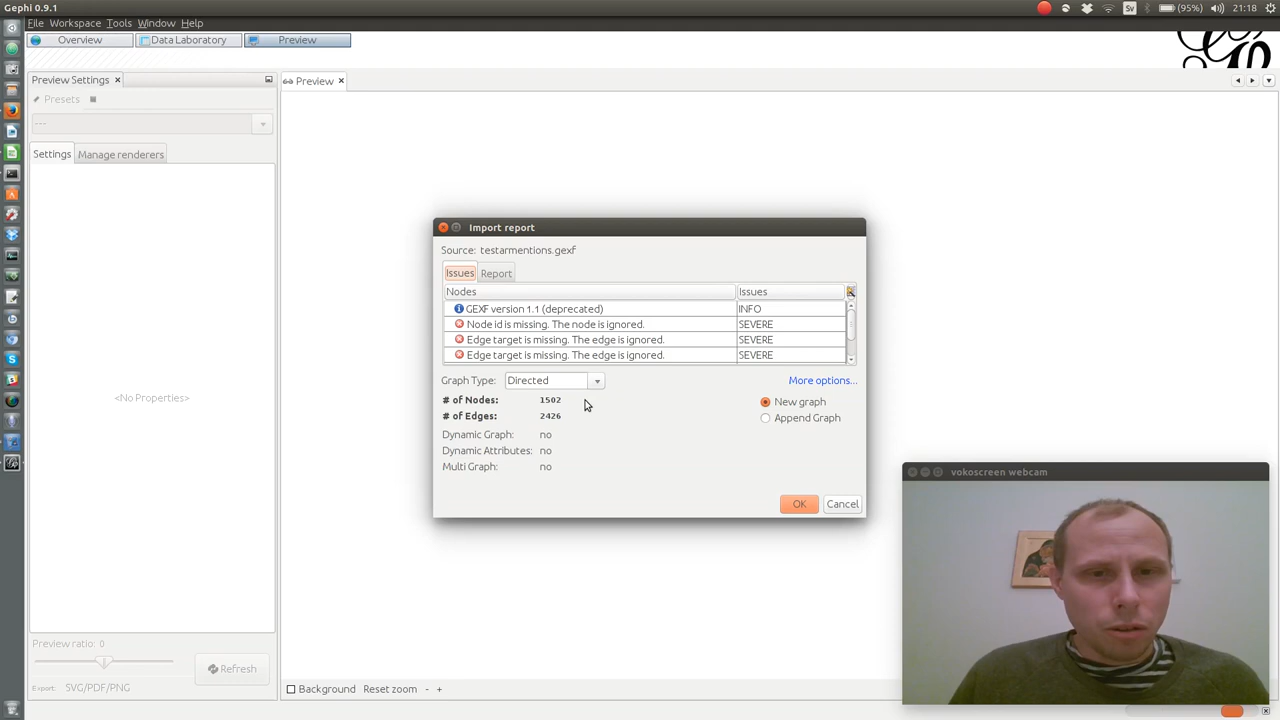 Gephi 0.9.1
Sv
(95%)
21:18
File Workspace Tools Window Help
Overview
Data Laboratory
Preview
Preview Settings
Preview
Presets
---
Settings
Manage renderers
<No Properties>
Import report
Source: testarmentions.gexf
Issues
Report
Nodes
Issues
GEXF version 1.1 (deprecated)
INFO
Node id is missing. The node is ignored.
SEVERE
Edge target is missing. The edge is ignored.
SEVERE
Edge target is missing. The edge is ignored.
SEVERE
Graph Type: Directed
More options...
# of Nodes: 1502
New graph
# of Edges: 2426
Append Graph
Dynamic Graph: no
Dynamic Attributes: no
Multi Graph: no
OK
Cancel
vokoscreen webcam
Preview ratio: 0
Refresh
Export: SVG/PDF/PNG
Background
Reset zoom - +